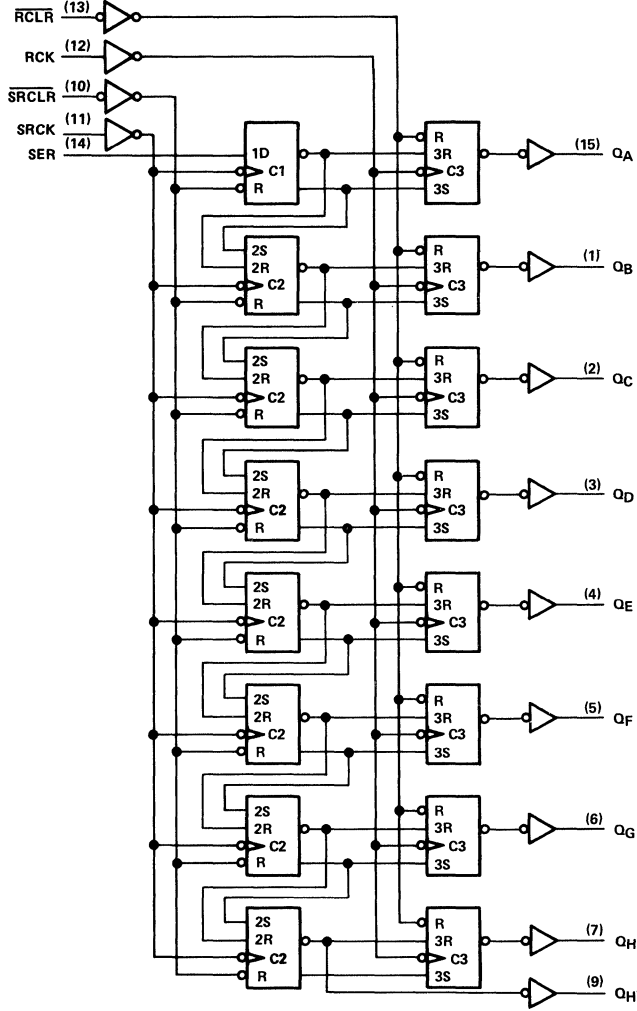 R̅C̅L̅R̅ (13)
RCK (12)
S̅R̅C̅L̅R̅ (10)
SRCK (11)
SER (14)
1D
C1
R
R
3R
C3
3S
(15) QA
2S
2R
C2
R
R
3R
C3
3S
(1) QB
2S
2R
C2
R
R
3R
C3
3S
(2) QC
2S
2R
C2
R
R
3R
C3
3S
(3) QD
2S
2R
C2
R
R
3R
C3
3S
(4) QE
2S
2R
C2
R
R
3R
C3
3S
(5) QF
2S
2R
C2
R
R
3R
C3
3S
(6) QG
2S
2R
C2
R
R
3R
C3
3S
(7) QH
(9) QH